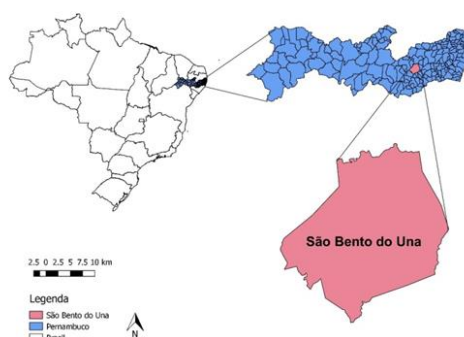 São Bento do Una
2.5 0 2.5 5 7.5 10 km
Legenda
São Bento do Una
Pernambuco
Brasil
N